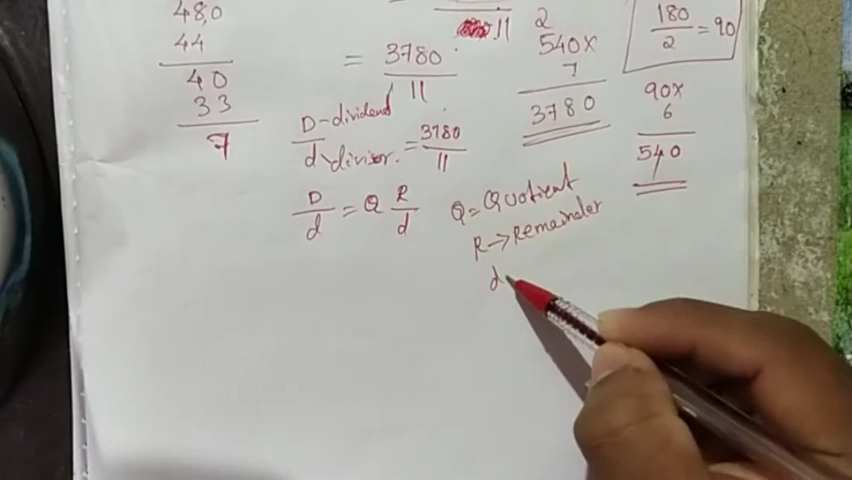 480
44
40
33
7
11
= 3780
11
D-dividend
d divisor. = 3780
11
D/d = Q R/d
2
540x
7
3780
180/2 = 90
90x
6
540
Q = Quotient
R → Remainder
d